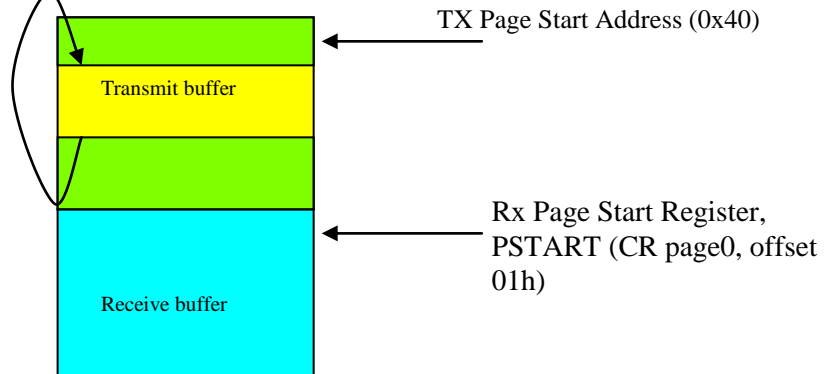 TX Page Start Address (0x40)
Transmit buffer
Rx Page Start Register,
PSTART (CR page0, offset
01h)
Receive buffer